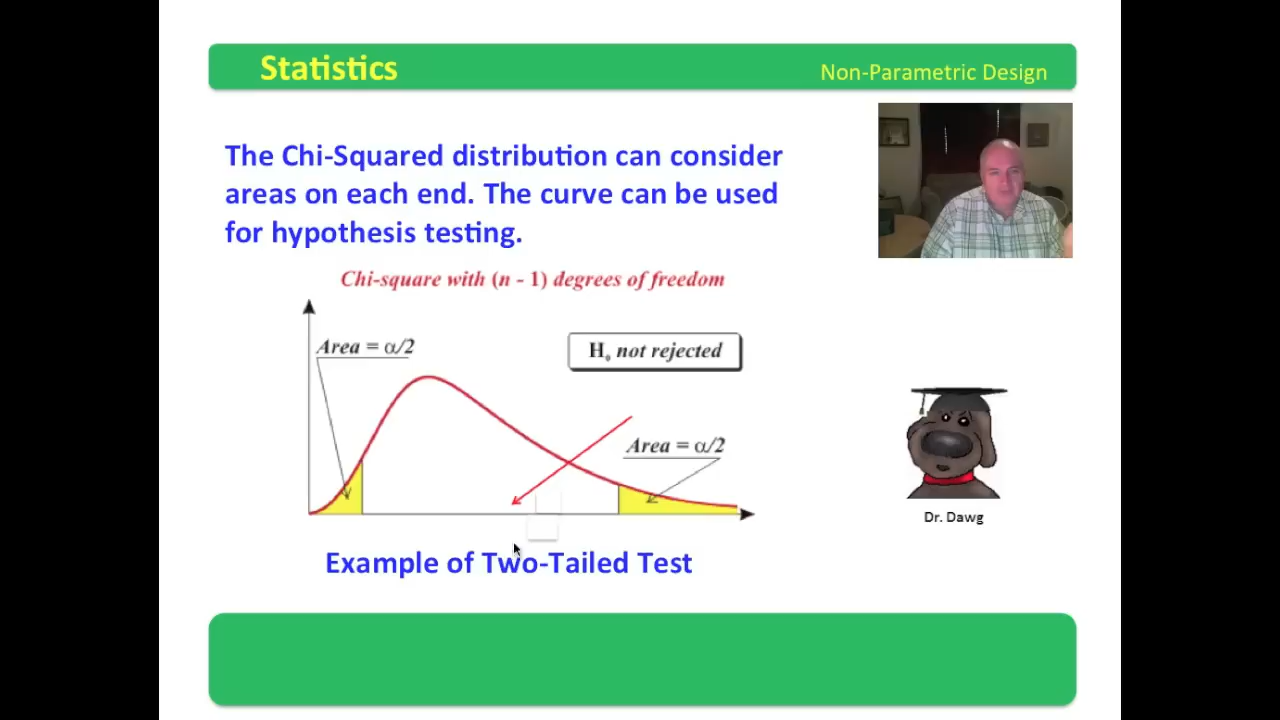 Statistics
Non-Parametric Design
The Chi-Squared distribution can consider
areas on each end. The curve can be used
for hypothesis testing.
Chi-square with (n - 1) degrees of freedom
Area = α/2
H₀ not rejected
Area = α/2
Dr. Dawg
Example of Two-Tailed Test